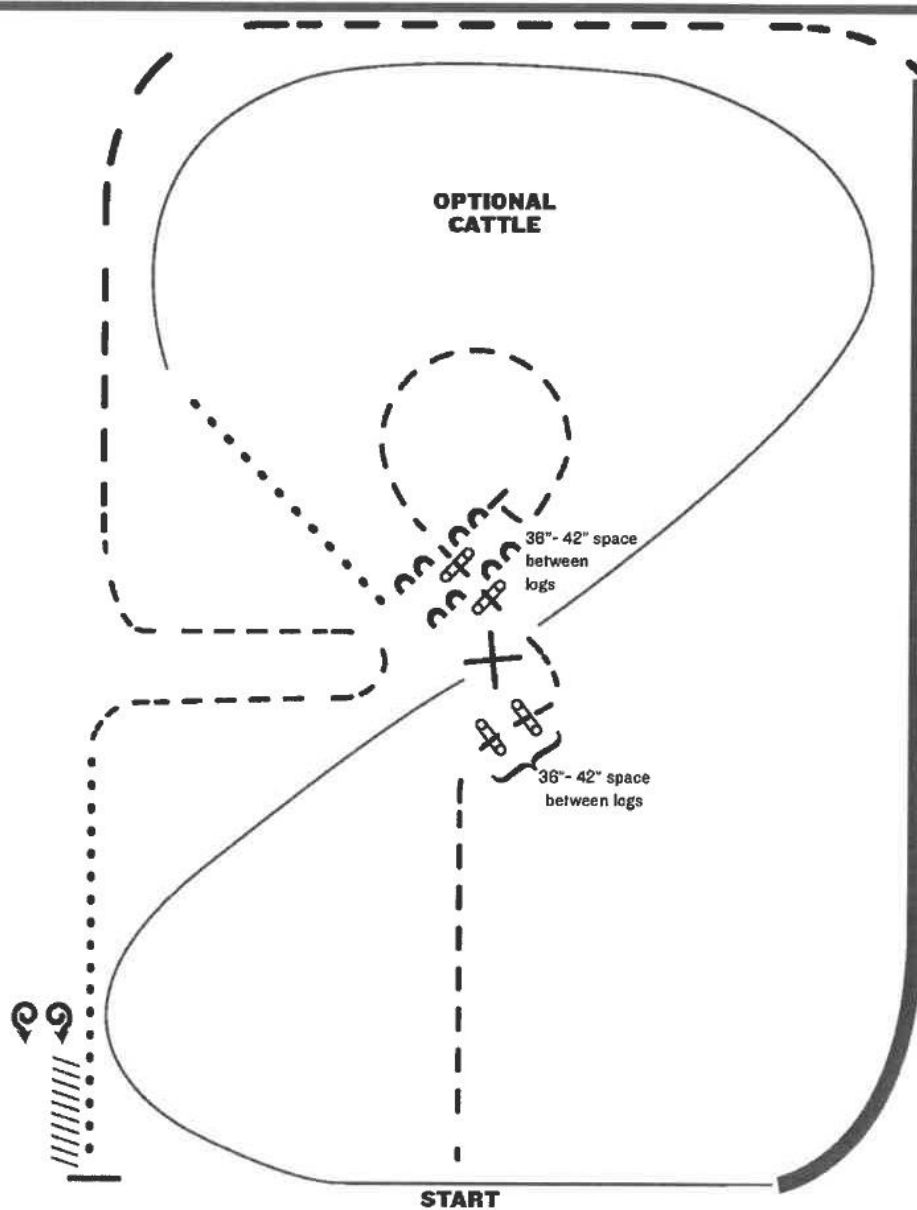 OPTIONAL
CATTLE
36"- 42" space
between
logs
36"- 42" space
between logs
START